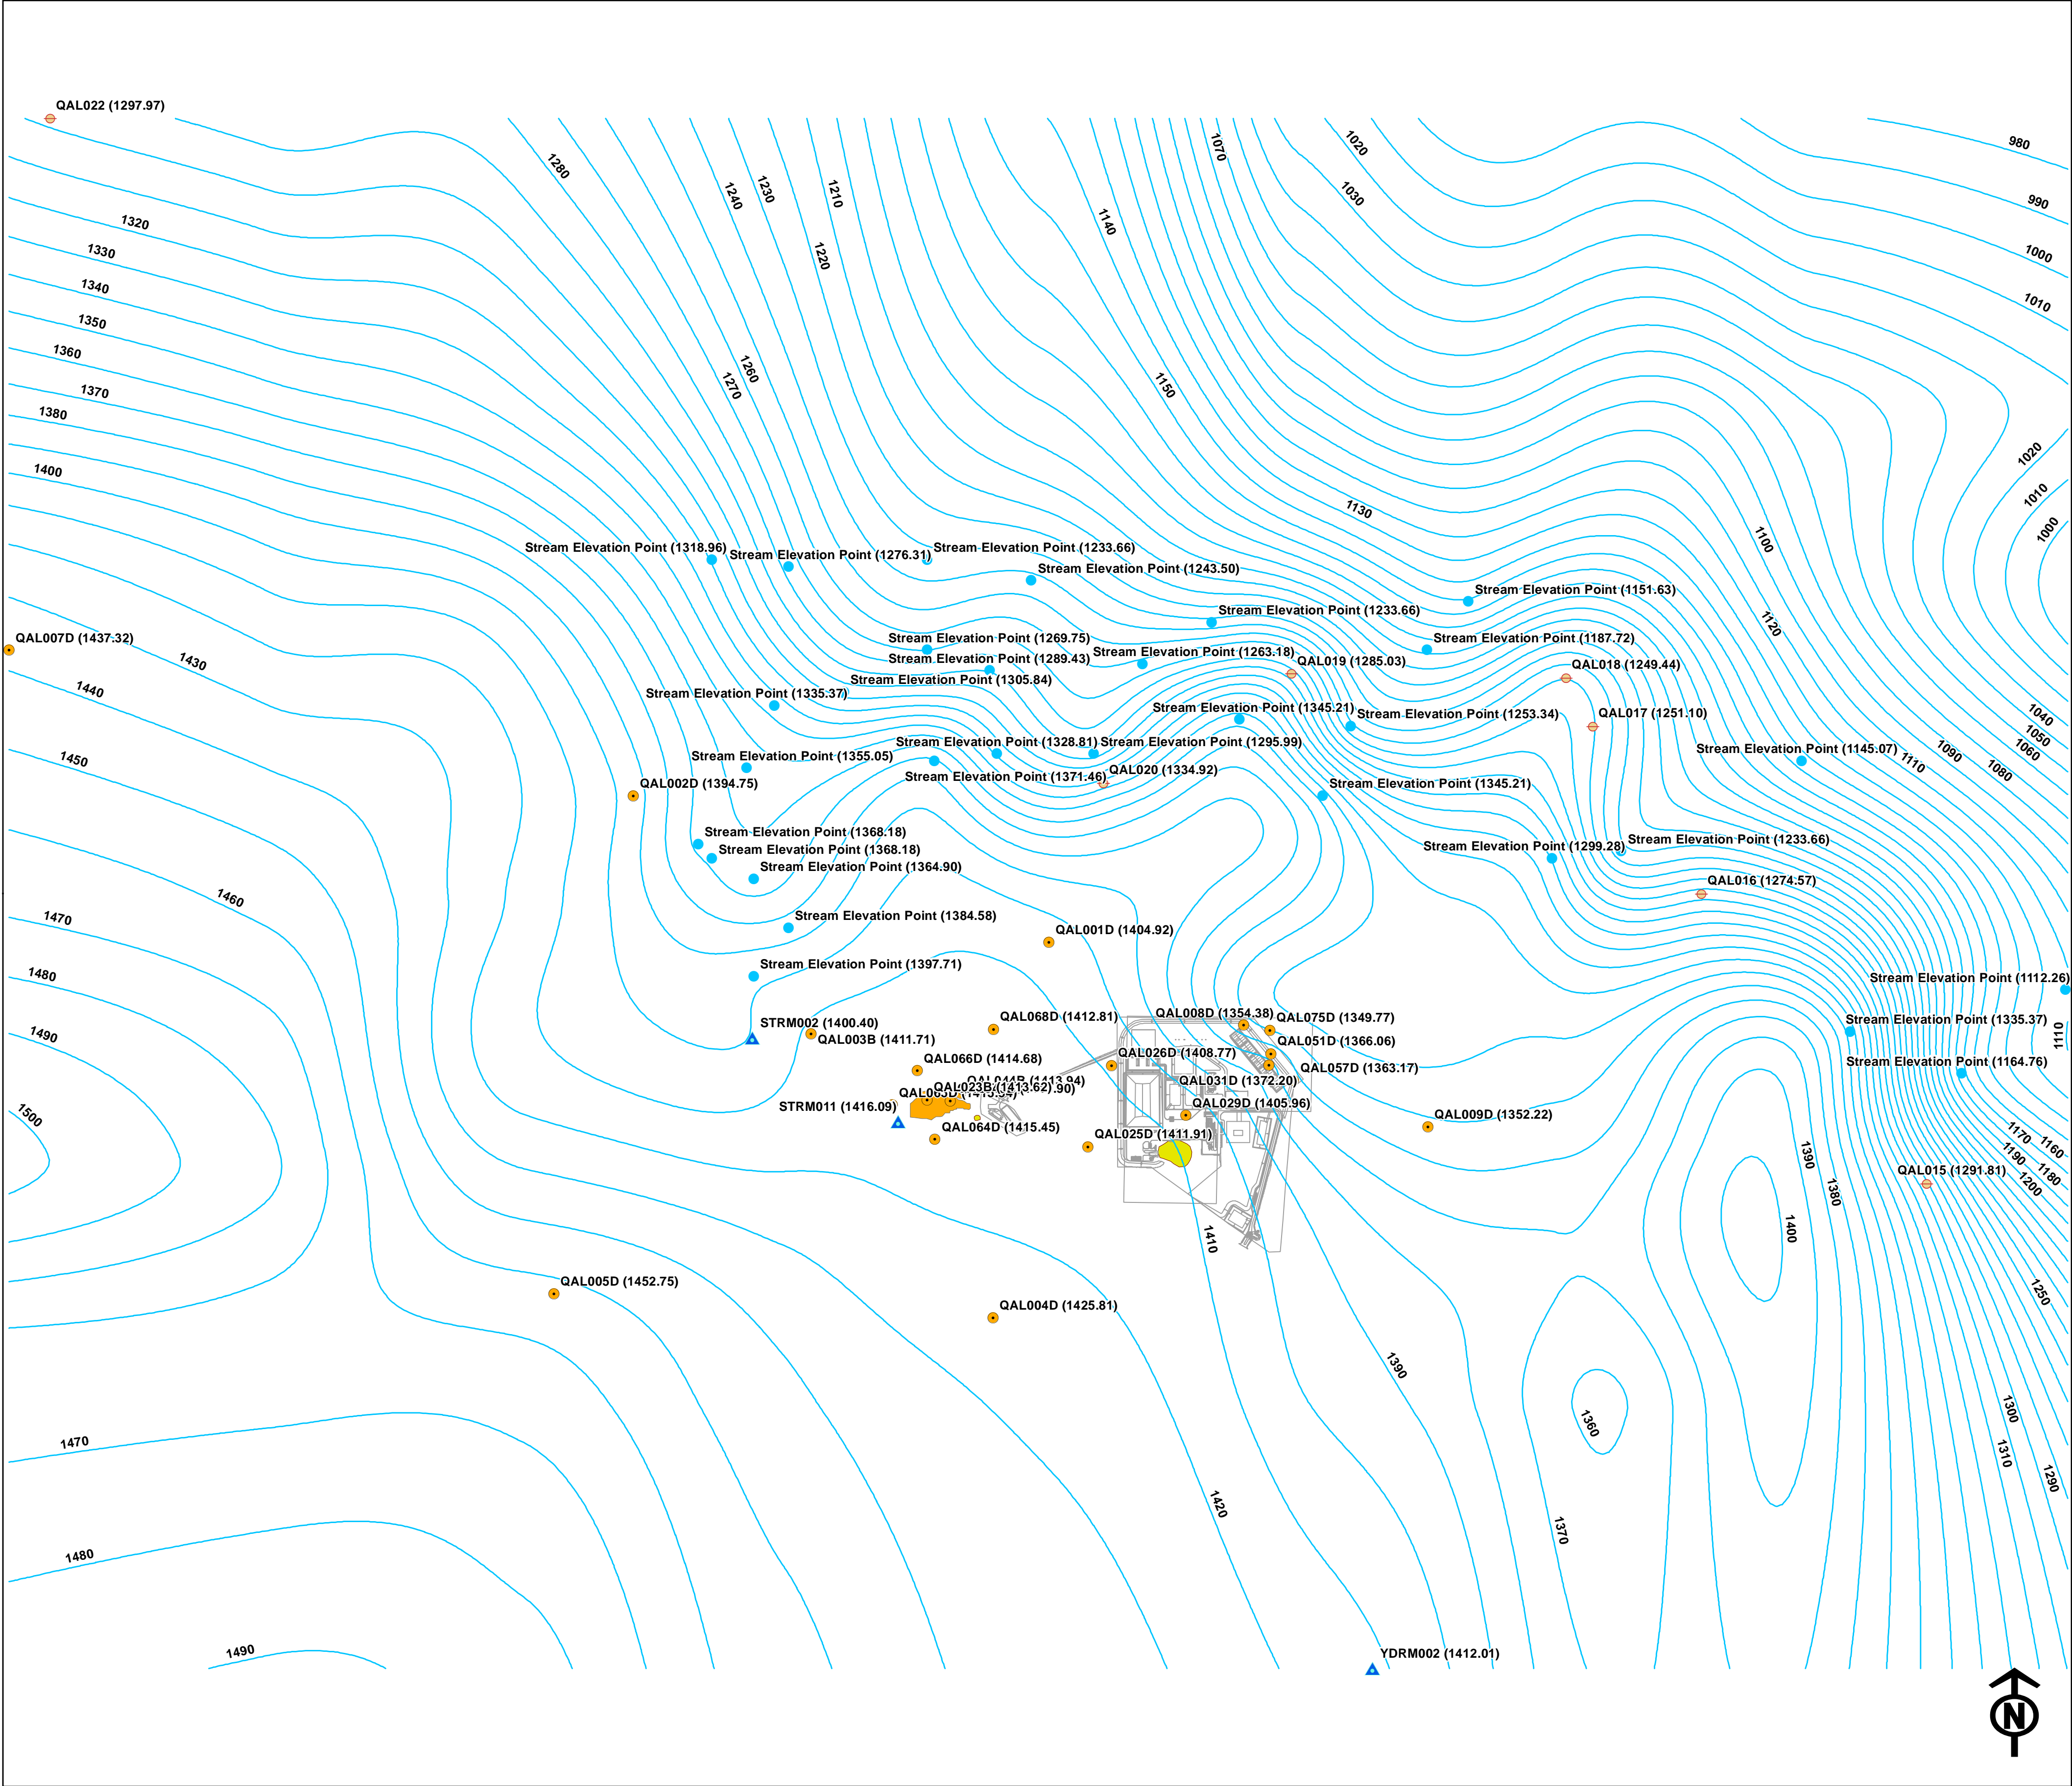 QAL022 (1297.97)
980
1070
1020
1280
1240
1230
1210
1030
990
1320
1140
1330
1220
1000
1340
1010
1350
1360
1260
1370
1270
1150
1380
1400
1020
1010
1130
1000
1100
Stream Elevation Point (1318.96)
Stream Elevation Point (1276.31)
Stream Elevation Point (1233.66)
Stream Elevation Point (1243.50)
Stream Elevation Point (1151.63)
Stream Elevation Point (1233.66)
1120
QAL007D (1437.32)
Stream Elevation Point (1269.75)
Stream Elevation Point (1187.72)
Stream Elevation Point (1263.18)
Stream Elevation Point (1289.43)
QAL019 (1285.03)
QAL018 (1249.44)
1430
Stream Elevation Point (1305.84)
1440
Stream Elevation Point (1335.37)
Stream Elevation Point (1345.21)
Stream Elevation Point (1253.34)
QAL017 (1251.10)
1040
1050
1060
Stream Elevation Point (1328.81)
Stream Elevation Point (1295.99)
Stream Elevation Point (1145.07)
1090
1110
1080
1450
Stream Elevation Point (1355.05)
QAL020 (1334.92)
Stream Elevation Point (1371.46)
QAL002D (1394.75)
Stream Elevation Point (1345.21)
Stream Elevation Point (1368.18)
Stream Elevation Point (1299.28)
Stream Elevation Point (1233.66)
Stream Elevation Point (1368.18)
Stream Elevation Point (1364.90)
QAL016 (1274.57)
1460
1470
Stream Elevation Point (1384.58)
QAL001D (1404.92)
Stream Elevation Point (1397.71)
1480
Stream Elevation Point (1112.26)
1490
QAL068D (1412.81)
QAL008D (1354.38)
QAL075D (1349.77)
Stream Elevation Point (1335.37)
1110
STRM002 (1400.40)
QAL003B (1411.71)
QAL051D (1366.06)
QAL066D (1414.68)
QAL026D (1408.77)
QAL057D (1363.17)
Stream Elevation Point (1164.76)
QAL023B (1413.62)
QAL031D (1372.20)
STRM011 (1416.09)
QAL029D (1405.96)
1500
QAL009D (1352.22)
QAL064D (1415.45)
QAL025D (1411.91)
1170
1160
1390
1190
1180
QAL015 (1291.81)
1200
1380
1400
1410
QAL005D (1452.75)
1250
QAL004D (1425.81)
1390
1300
1360
1470
1310
1290
1420
1370
1480
1490
YDRM002 (1412.01)
N